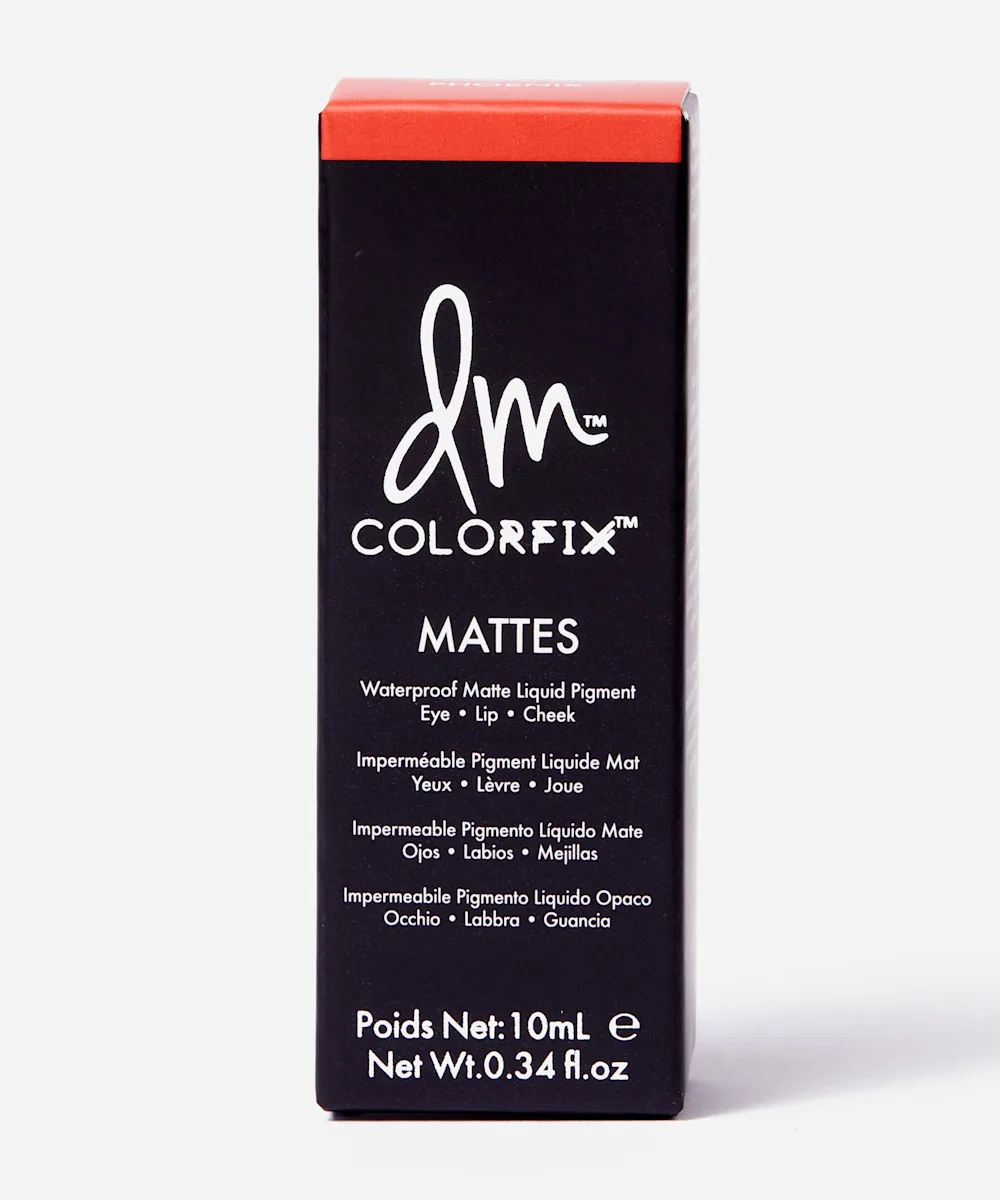 PHOENIX
dm™
COLORFIX™
MATTES
Waterproof Matte Liquid Pigment
Eye • Lip • Cheek
Imperméable Pigment Liquide Mat
Yeux • Lèvre • Joue
Impermeable Pigmento Líquido Mate
Ojos • Labios • Mejillas
Impermeabile Pigmento Liquido Opaco
Occhio • Labbra • Guancia
Poids Net: 10mL ℮
Net Wt.0.34 fl.oz